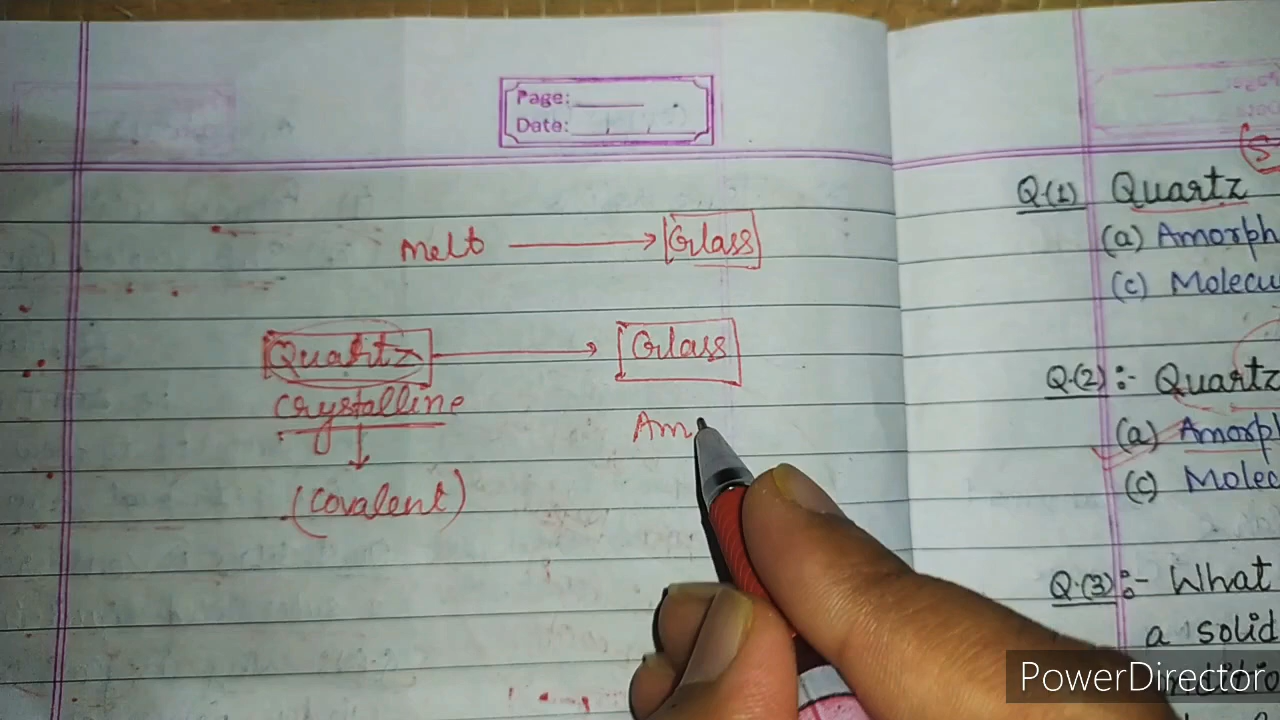 Page:
Date:
Melt → Glass
Quartz → Glass
Crystalline
Am
(Covalent)
Q.(1) Quartz
(a) Amorph
(c) Molecu
Q.(2):- Quartz
(a) Amorph
(c) Molec
Q.(3):- What
a solid
PowerDirector